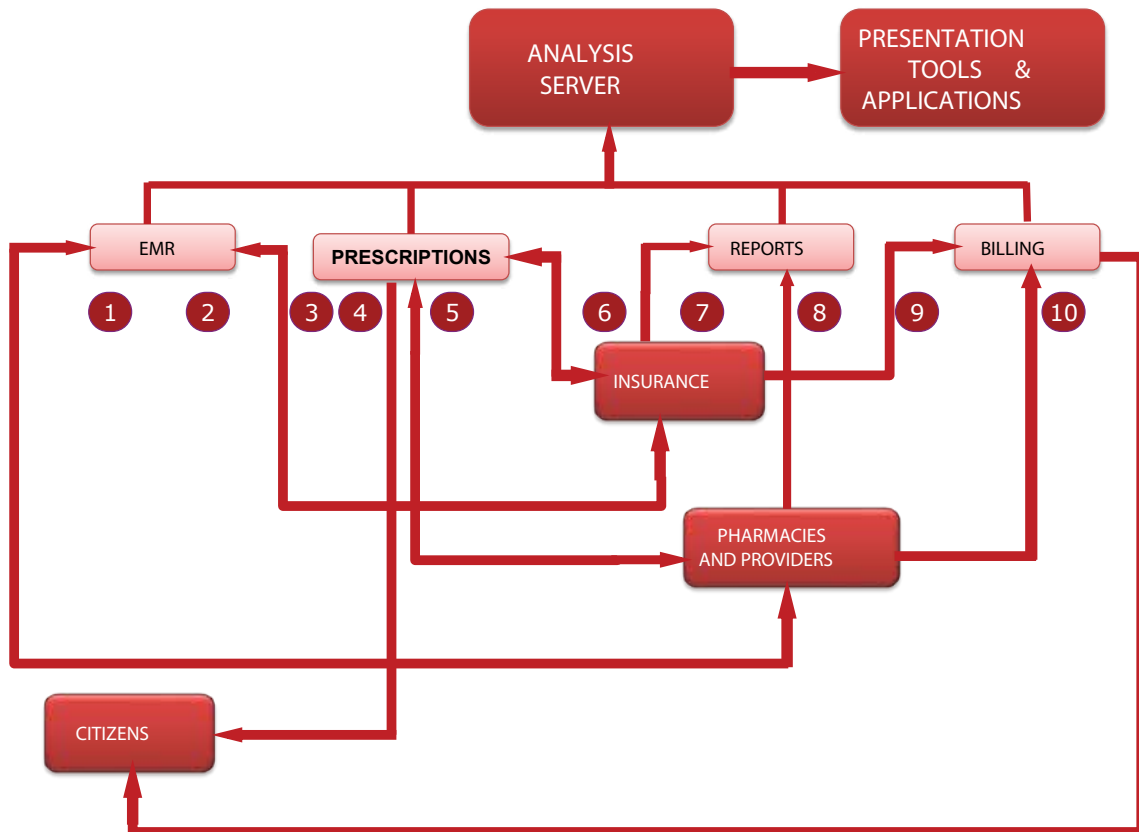 ANALYSIS
SERVER
PRESENTATION
TOOLS &
APPLICATIONS
EMR
PRESCRIPTIONS
REPORTS
BILLING
1
2
3
4
5
6
7
8
9
10
INSURANCE
PHARMACIES
AND PROVIDERS
CITIZENS